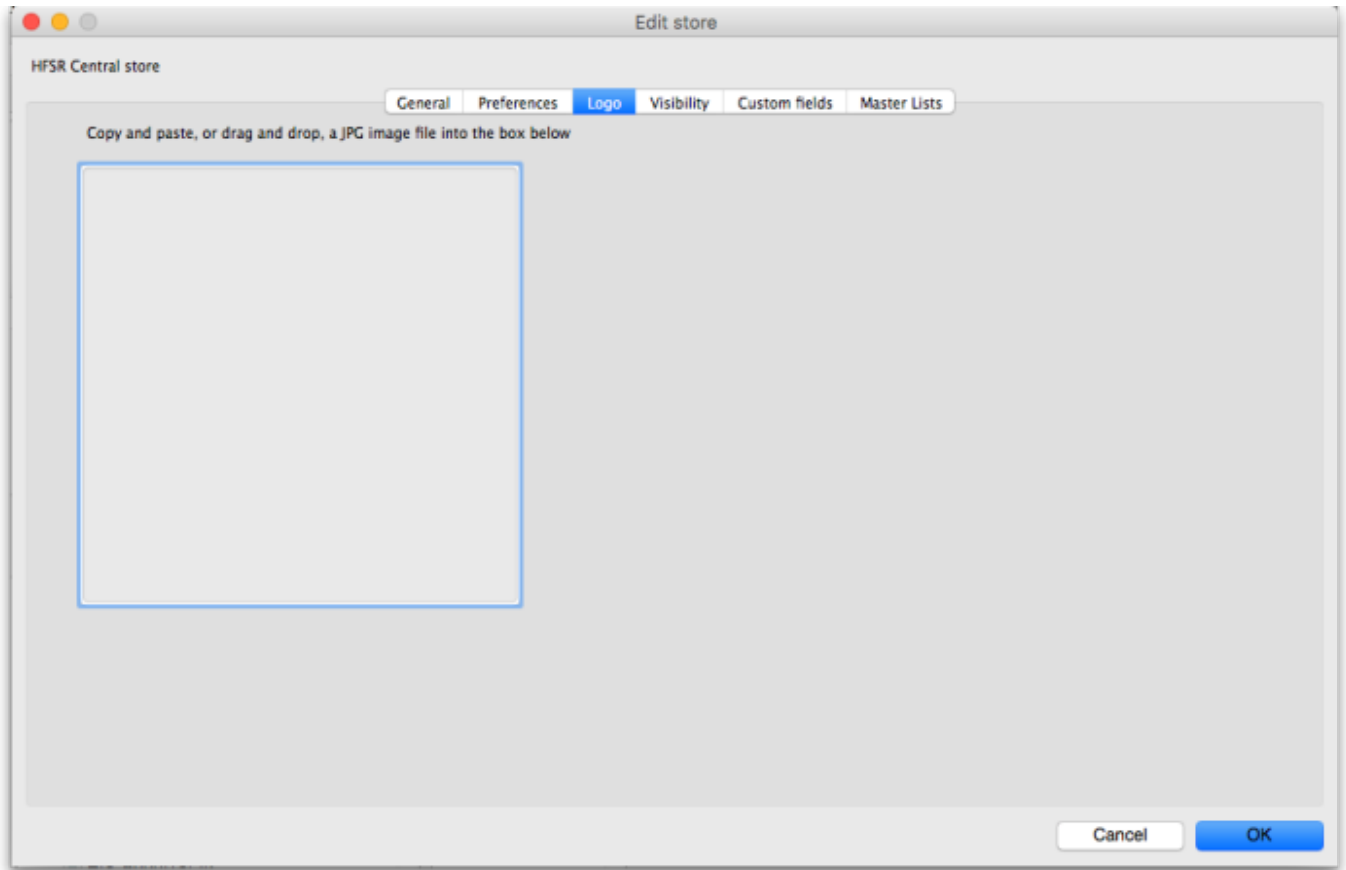 Edit store
HFSR Central store
General Preferences Logo Visibility Custom fields Master Lists
Copy and paste, or drag and drop, a JPG image file into the box below
Cancel OK